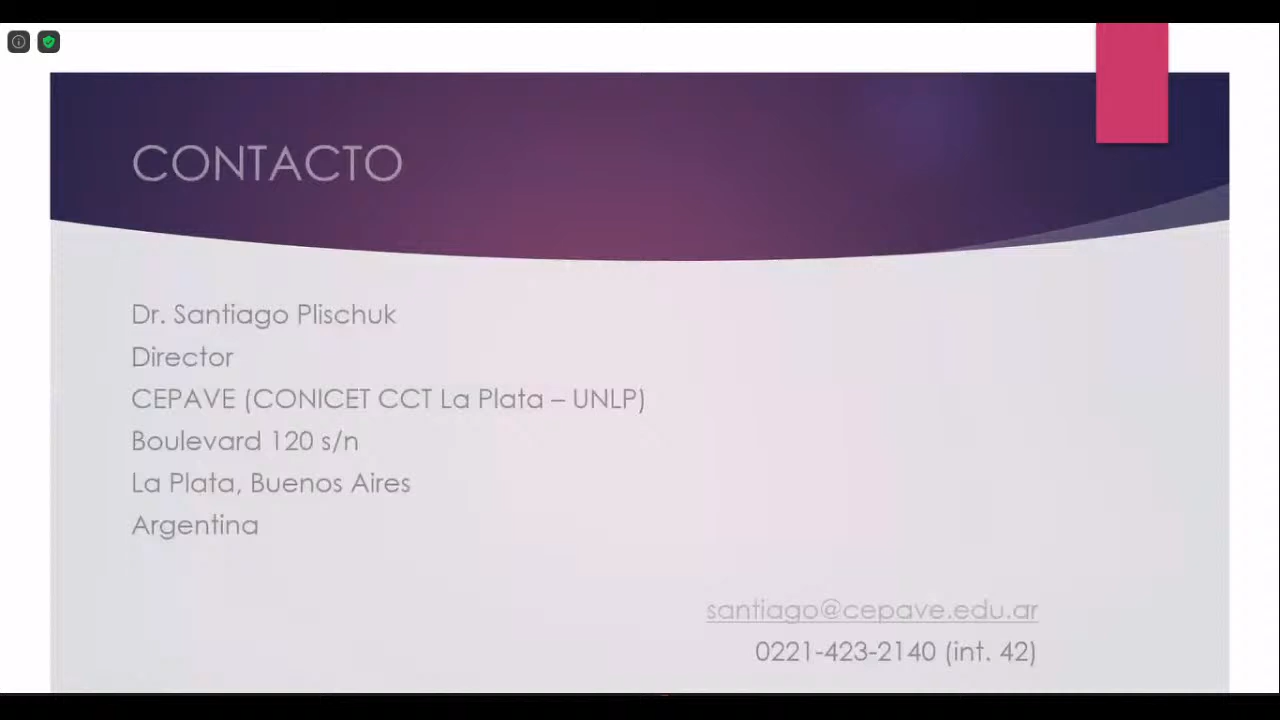 CONTACTO
Dr. Santiago Plischuk
Director
CEPAVE (CONICET CCT La Plata – UNLP)
Boulevard 120 s/n
La Plata, Buenos Aires
Argentina
santiago@cepave.edu.ar
0221-423-2140 (int. 42)